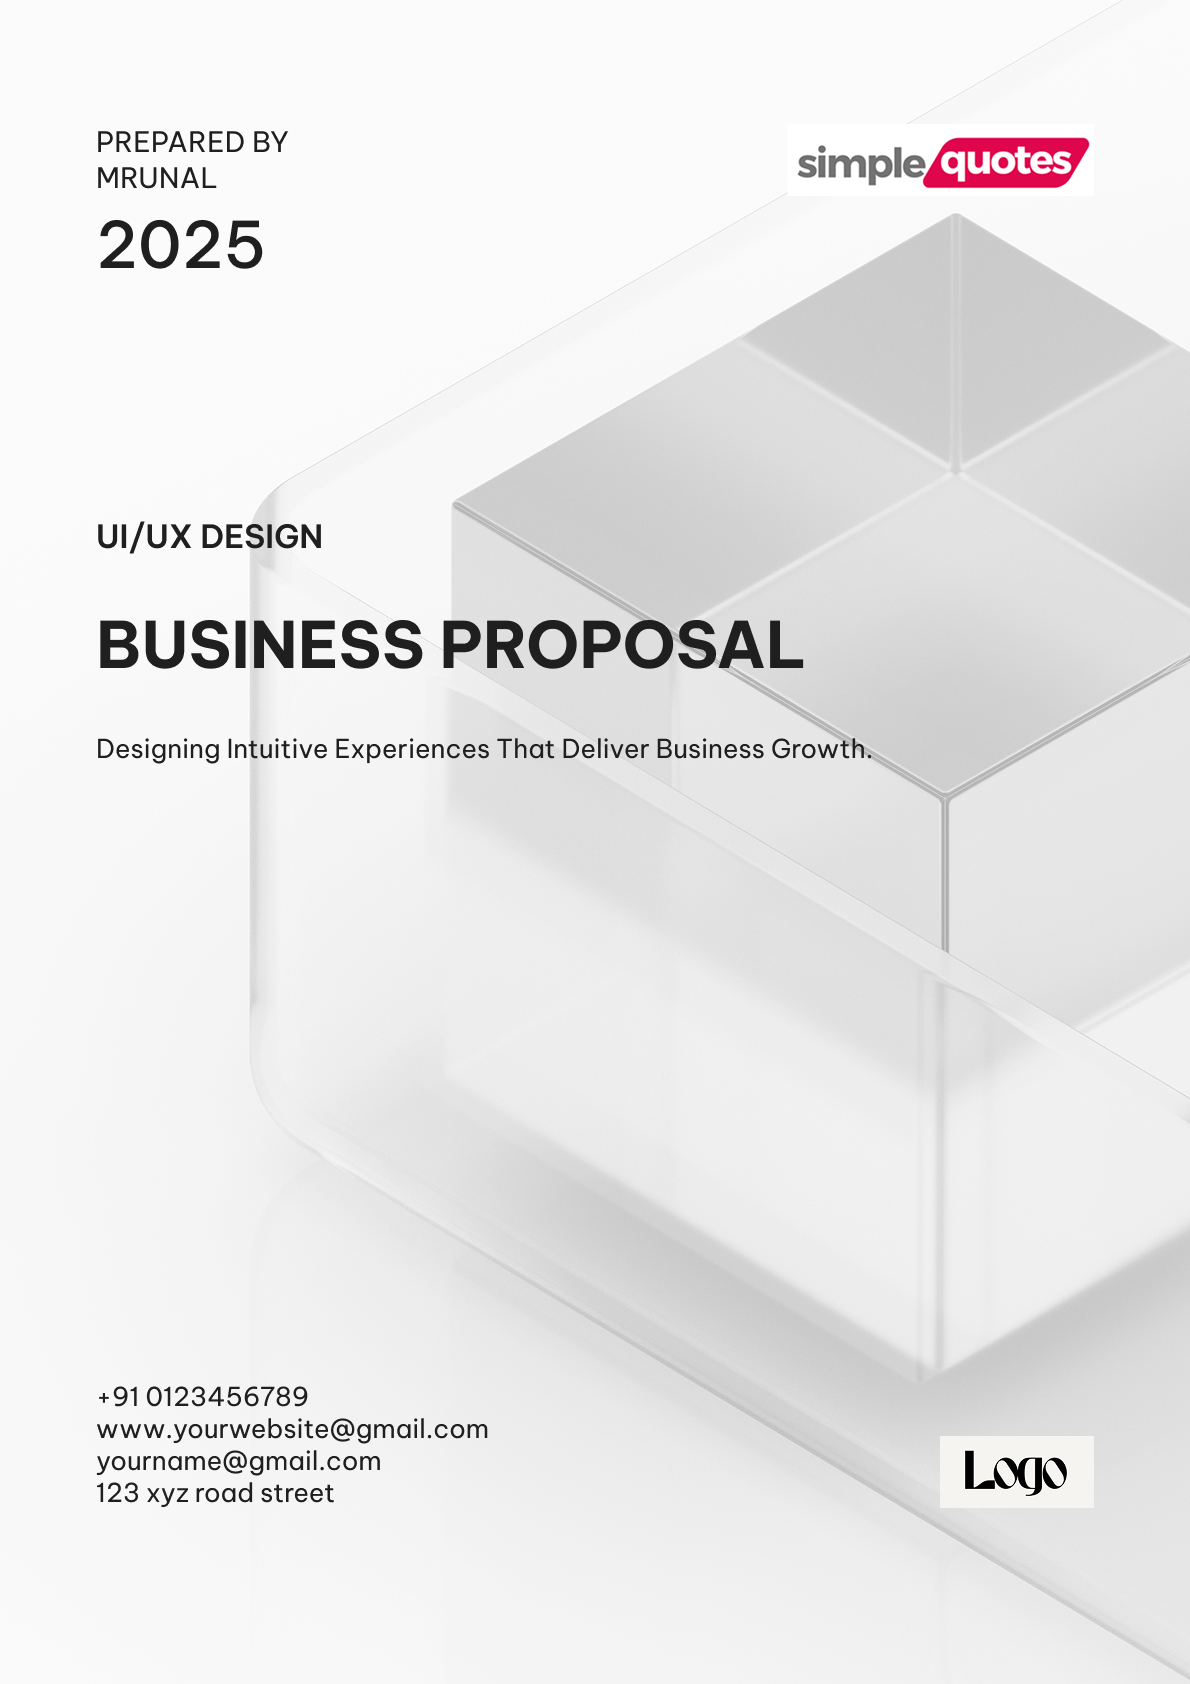 PREPARED BY
MRUNAL
2025
simple quotes
UI/UX DESIGN
BUSINESS PROPOSAL
Designing Intuitive Experiences That Deliver Business Growth.
+91 0123456789
www.yourwebsite@gmail.com
yourname@gmail.com
123 xyz road street
Logo